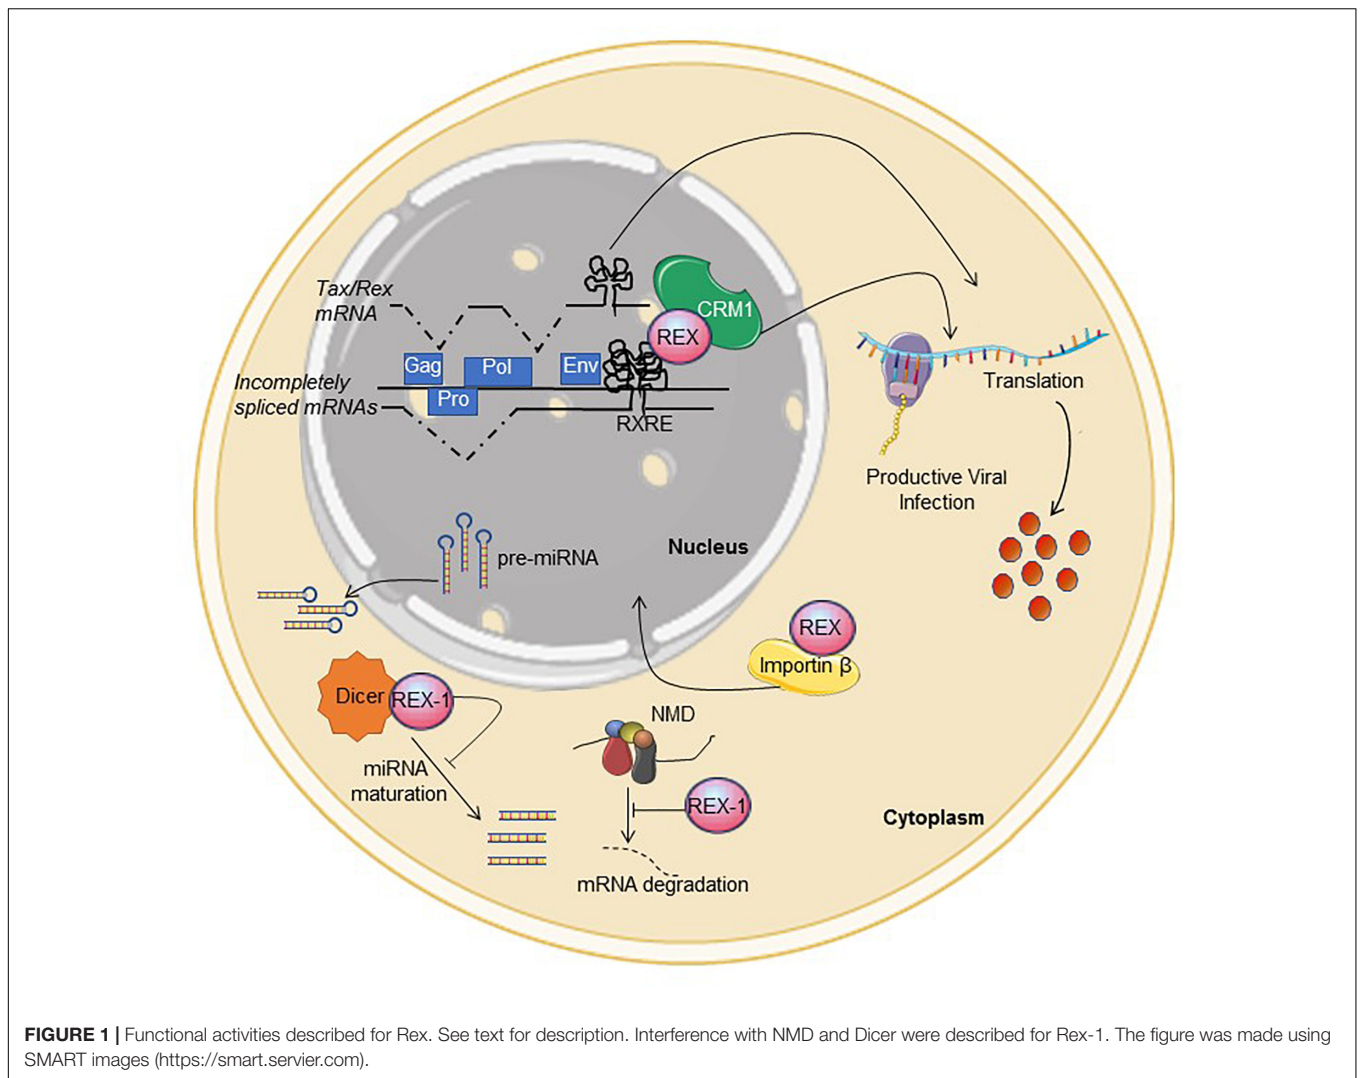 Tax/Rex
mRNA
CRM1
REX
Gag
Pol
Env
Incompletely
spliced mRNAs
Pro
RXRE
Translation
Productive Viral
Infection
Nucleus
pre-miRNA
REX
Importin β
Dicer
REX-1
NMD
miRNA
maturation
REX-1
Cytoplasm
mRNA degradation
FIGURE 1 | Functional activities described for Rex. See text for description. Interference with NMD and Dicer were described for Rex-1. The figure was made using
SMART images (https://smart.servier.com).